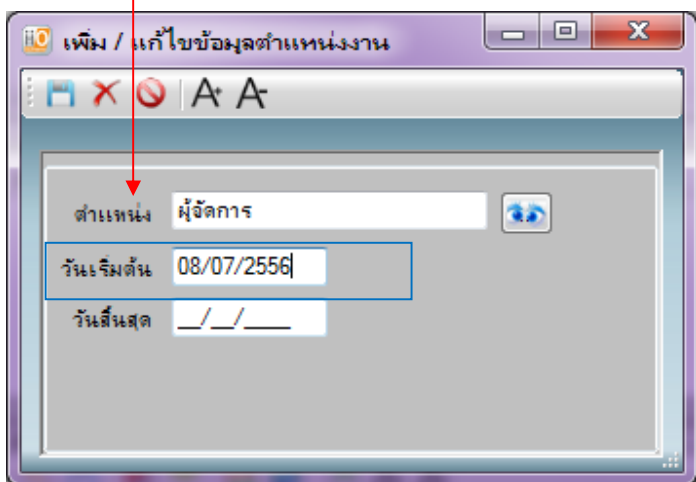 เพิ่ม / แก้ไขข้อมูลตำแหน่งงาน
A+ A-
ตำแหน่ง ผู้จัดการ
วันเริ่มต้น 08/07/2556
วันสิ้นสุด __/__/____